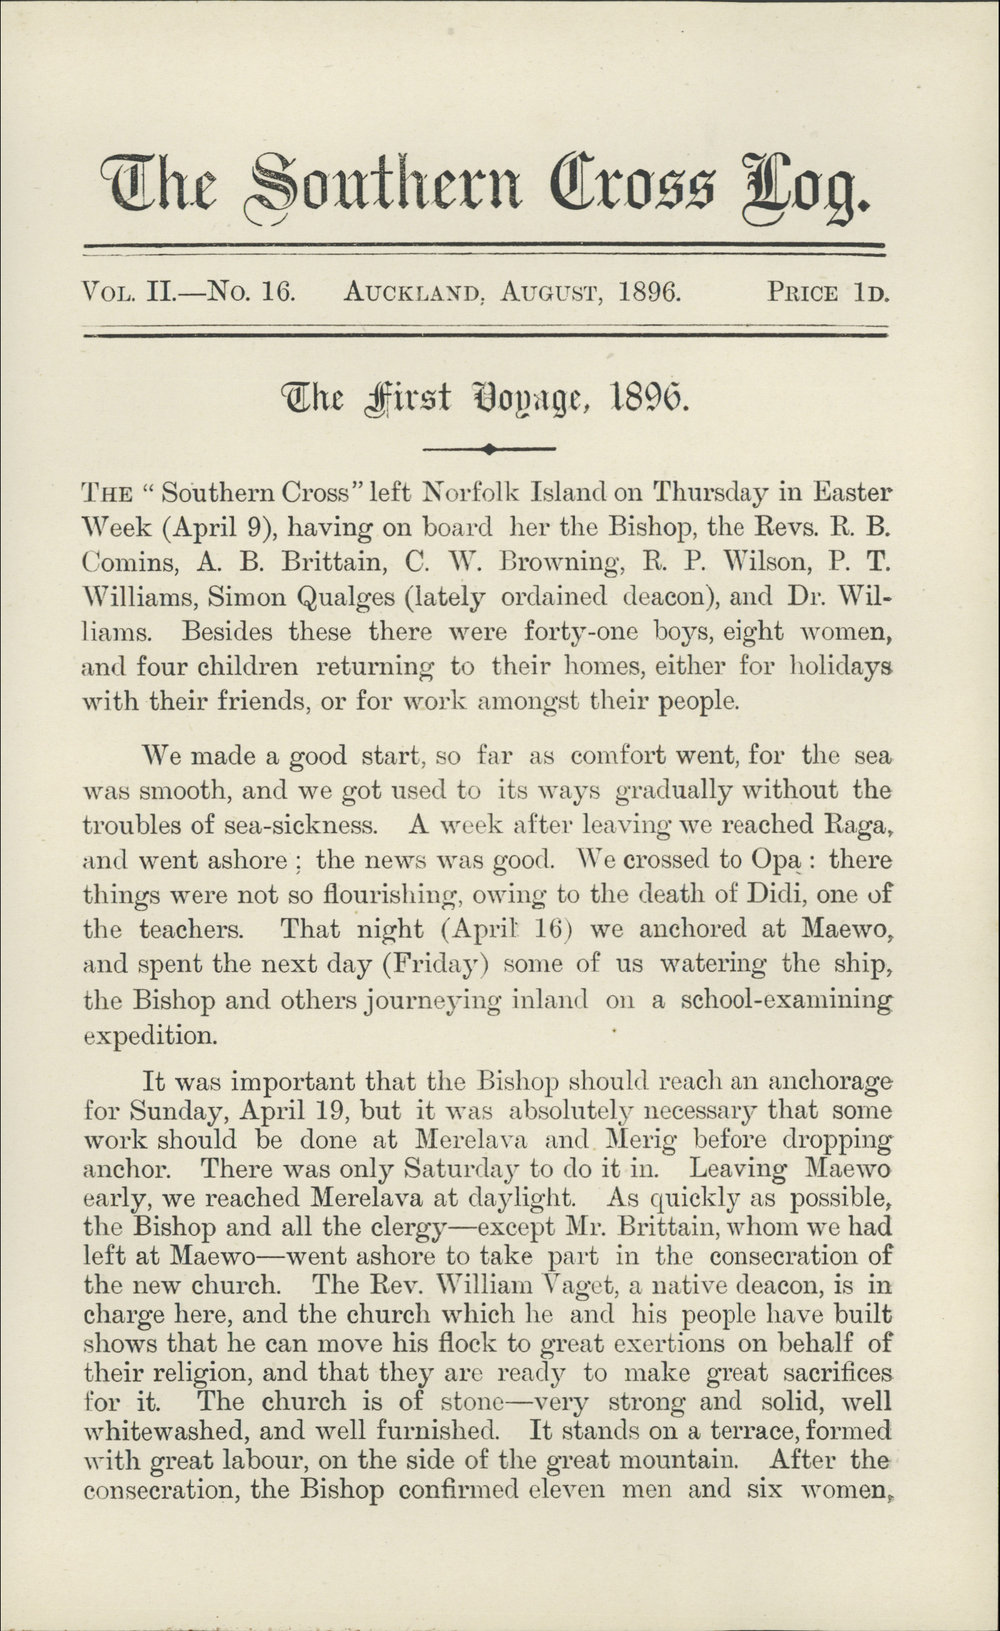 The Southern Cross Log.
VOL. II.—No. 16. AUCKLAND, AUGUST, 1896. PRICE 1D.
The First Voyage, 1896.
THE “ Southern Cross” left Norfolk Island on Thursday in Easter
Week (April 9), having on board her the Bishop, the Revs. R. B.
Comins, A. B. Brittain, C. W. Browning, R. P. Wilson, P. T.
Williams, Simon Qualges (lately ordained deacon), and Dr. Wil-
liams. Besides these there were forty-one boys, eight women,
and four children returning to their homes, either for holidays
with their friends, or for work amongst their people.
We made a good start, so far as comfort went, for the sea
was smooth, and we got used to its ways gradually without the
troubles of sea-sickness. A week after leaving we reached Raga,
and went ashore ; the news was good. We crossed to Opa : there
things were not so flourishing, owing to the death of Didi, one of
the teachers. That night (April 16) we anchored at Maewo,
and spent the next day (Friday) some of us watering the ship,
the Bishop and others journeying inland on a school-examining
expedition.
It was important that the Bishop should reach an anchorage
for Sunday, April 19, but it was absolutely necessary that some
work should be done at Merelava and Merig before dropping
anchor. There was only Saturday to do it in. Leaving Maewo
early, we reached Merelava at daylight. As quickly as possible,
the Bishop and all the clergy—except Mr. Brittain, whom we had
left at Maewo—went ashore to take part in the consecration of
the new church. The Rev. William Vaget, a native deacon, is in
charge here, and the church which he and his people have built
shows that he can move his flock to great exertions on behalf of
their religion, and that they are ready to make great sacrifices
for it. The church is of stone—very strong and solid, well
whitewashed, and well furnished. It stands on a terrace, formed
with great labour, on the side of the great mountain. After the
consecration, the Bishop confirmed eleven men and six women,